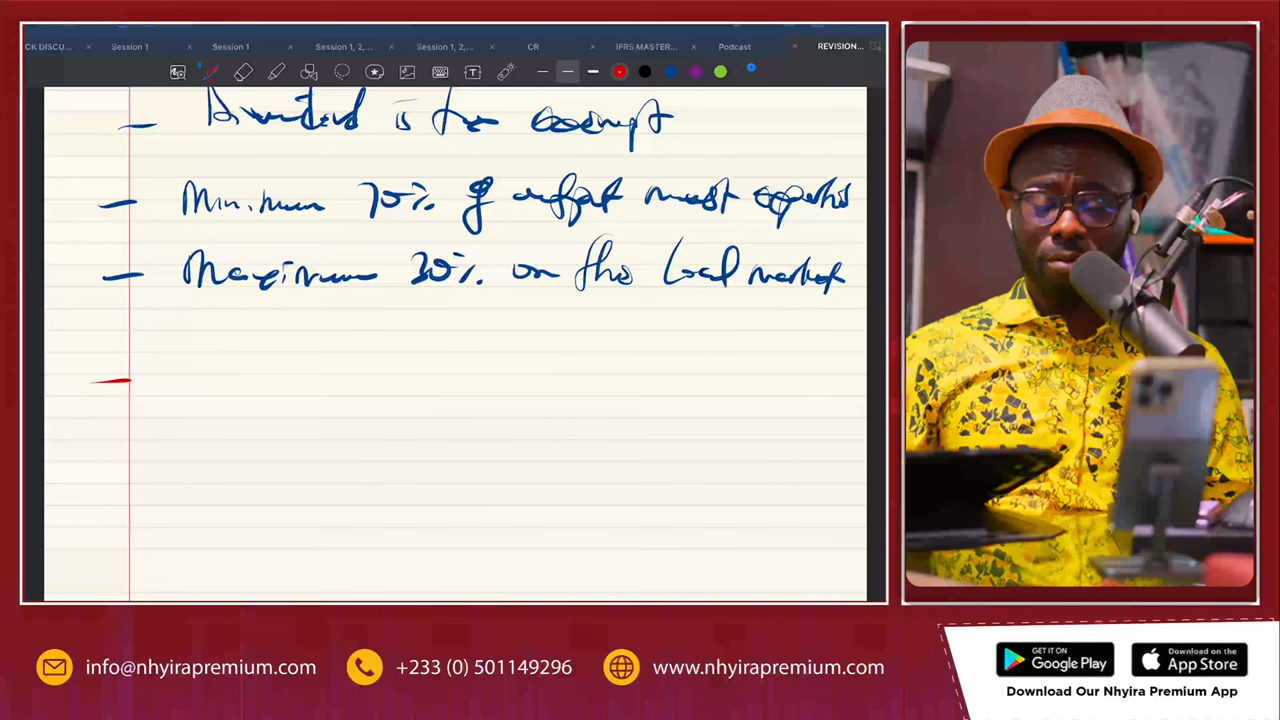 CK DISCU... Session 1 Session 1 Session 1, 2,... Session 1, 2,... CR IFRS MASTER... Podcast REVISION...
— Dividend is tax exempt
— Minimum 70% of output must
— Maximum 30% on the local market
info@nhyirapremium.com +233 (0) 501149296 www.nhyirapremium.com
GET IT ON Google Play
Download on the App Store
Download Our Nhyira Premium App